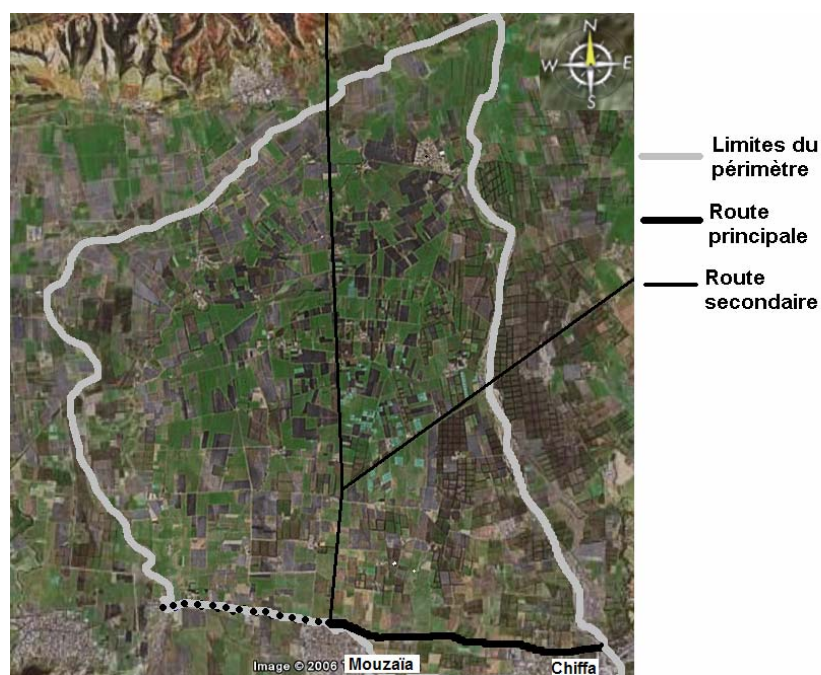 N
W E
S
Limites du
périmètre
Route
principale
Route
secondaire
Image © 2006
Mouzaïa
Chiffa